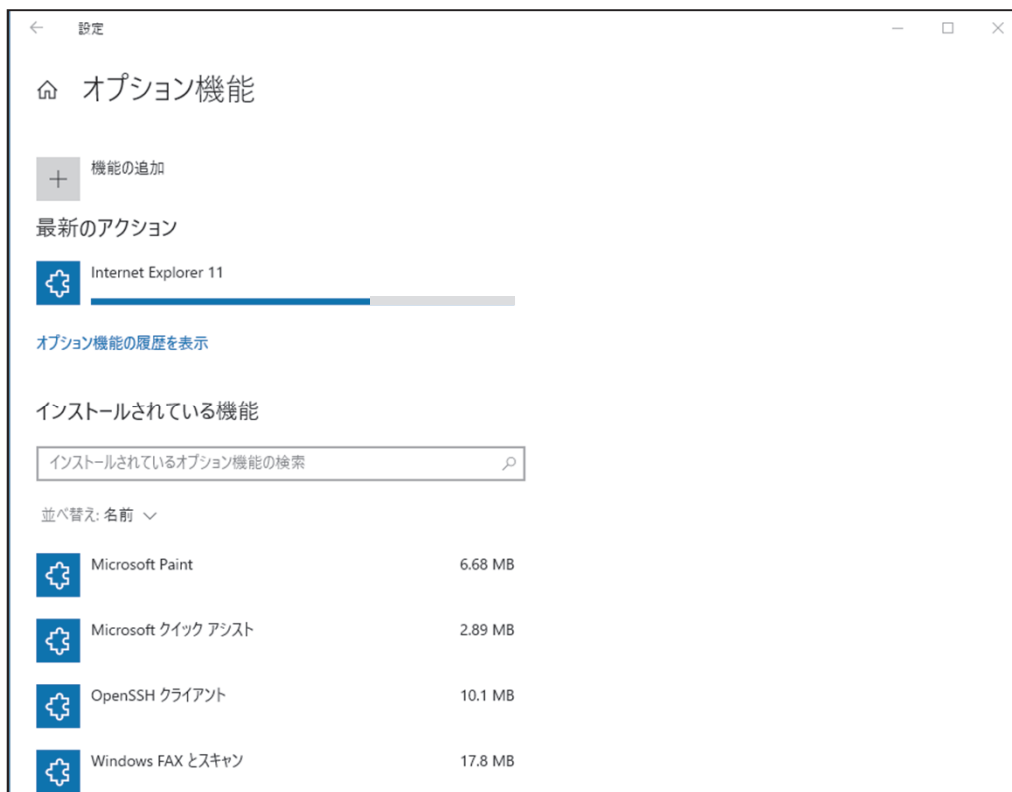 設定
オプション機能
機能の追加
最新のアクション
Internet Explorer 11
オプション機能の履歴を表示
インストールされている機能
インストールされているオプション機能の検索
並べ替え: 名前
Microsoft Paint 6.68 MB
Microsoft クイック アシスト 2.89 MB
OpenSSH クライアント 10.1 MB
Windows FAX とスキャン 17.8 MB